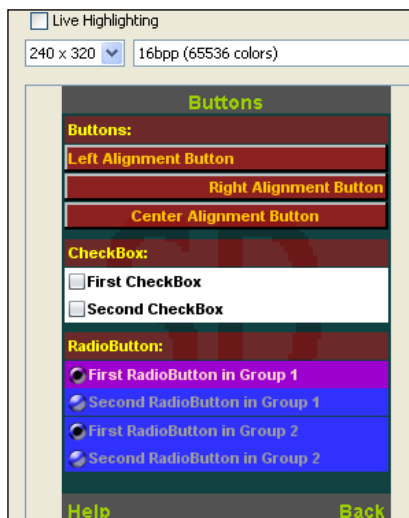 Live Highlighting
240 x 320 16bpp (65536 colors)
Buttons
Buttons:
Left Alignment Button
Right Alignment Button
Center Alignment Button
CheckBox:
First CheckBox
Second CheckBox
RadioButton:
First RadioButton in Group 1
Second RadioButton in Group 1
First RadioButton in Group 2
Second RadioButton in Group 2
Help Back